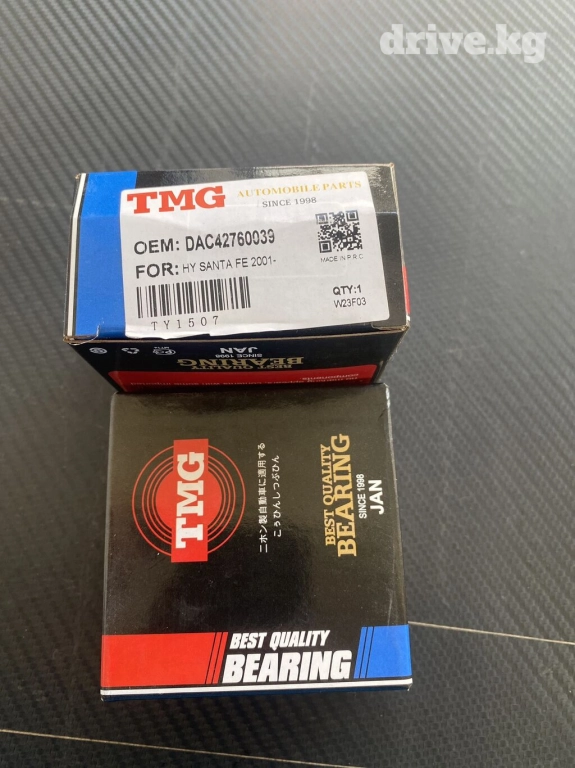 drive.kg
TMG
AUTOMOBILE PARTS
SINCE 1998
OEM: DAC42760039
FOR: HY SANTA FE 2001-
MADE IN P.R.C
QTY:1
W23F03
TY1507
BEST QUALITY
BEARING
SINCE 1998
JAN
components
TMG
ニホン製自動車に適用する
こうひんしつぶひん
BEST QUALITY
BEARING
SINCE 1998
JAN
BEST QUALITY
BEARING